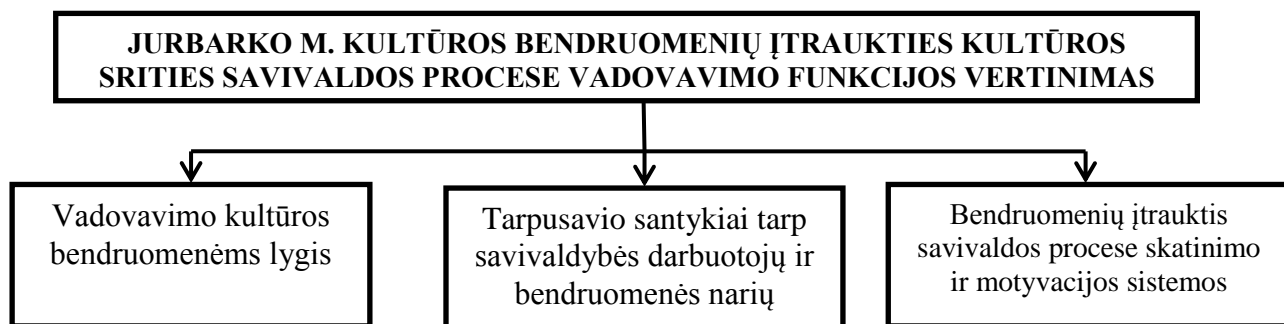 JURBARKO M. KULTŪROS BENDRUOMENIŲ ĮTRAUKTIES KULTŪROS
SRITIES SAVIVALDOS PROCESE VADOVAVIMO FUNKCIJOS VERTINIMAS
Vadovavimo kultūros
bendruomenėms lygis
Tarpusavio santykiai tarp
savivaldybės darbuotojų ir
bendruomenės narių
Bendruomenių įtrauktis
savivaldos procese skatinimo
ir motyvacijos sistemos